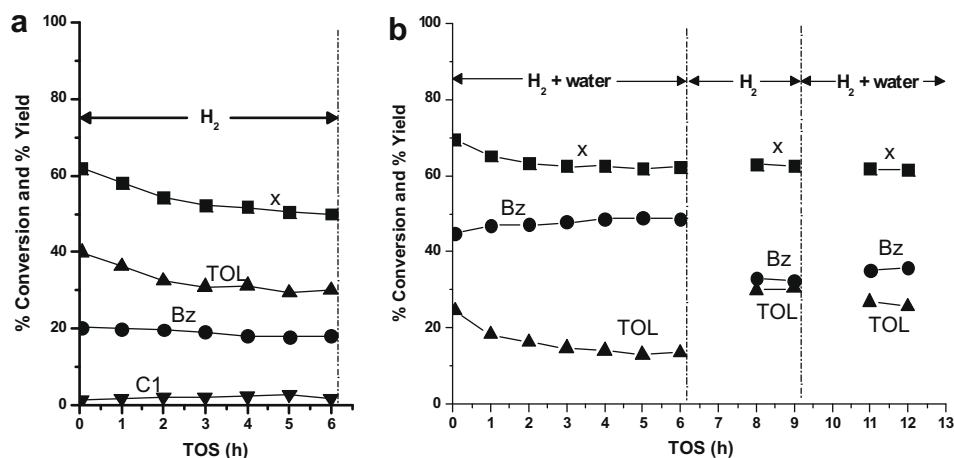 a
% Conversion and % Yield
100
80
60
40
20
0
H2
x
TOL
Bz
C1
0 1 2 3 4 5 6
TOS (h)
b
% Conversion and % Yield
100
80
60
40
20
0
H2 + water H2 H2 + water
x x x
Bz Bz Bz
TOL TOL TOL
0 1 2 3 4 5 6 7 8 9 10 11 12 13
TOS (h)